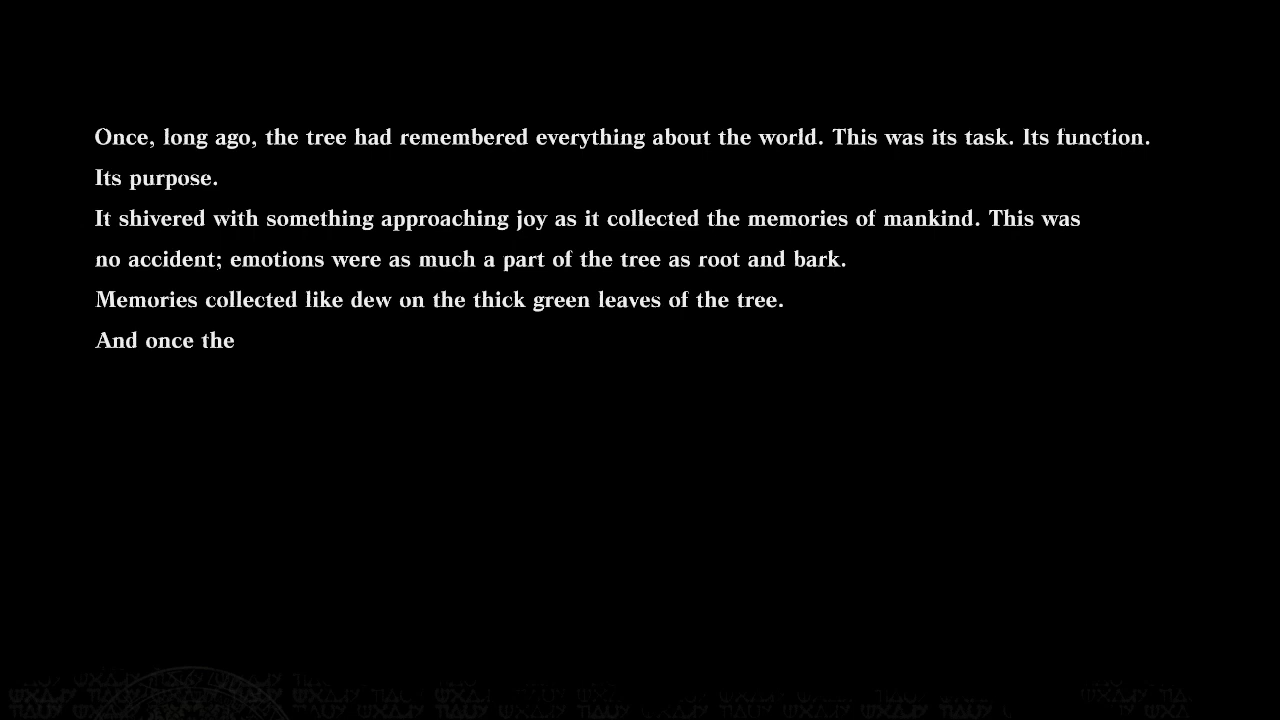 Once, long ago, the tree had remembered everything about the world. This was its task. Its function.
Its purpose.
It shivered with something approaching joy as it collected the memories of mankind. This was
no accident; emotions were as much a part of the tree as root and bark.
Memories collected like dew on the thick green leaves of the tree.
And once the